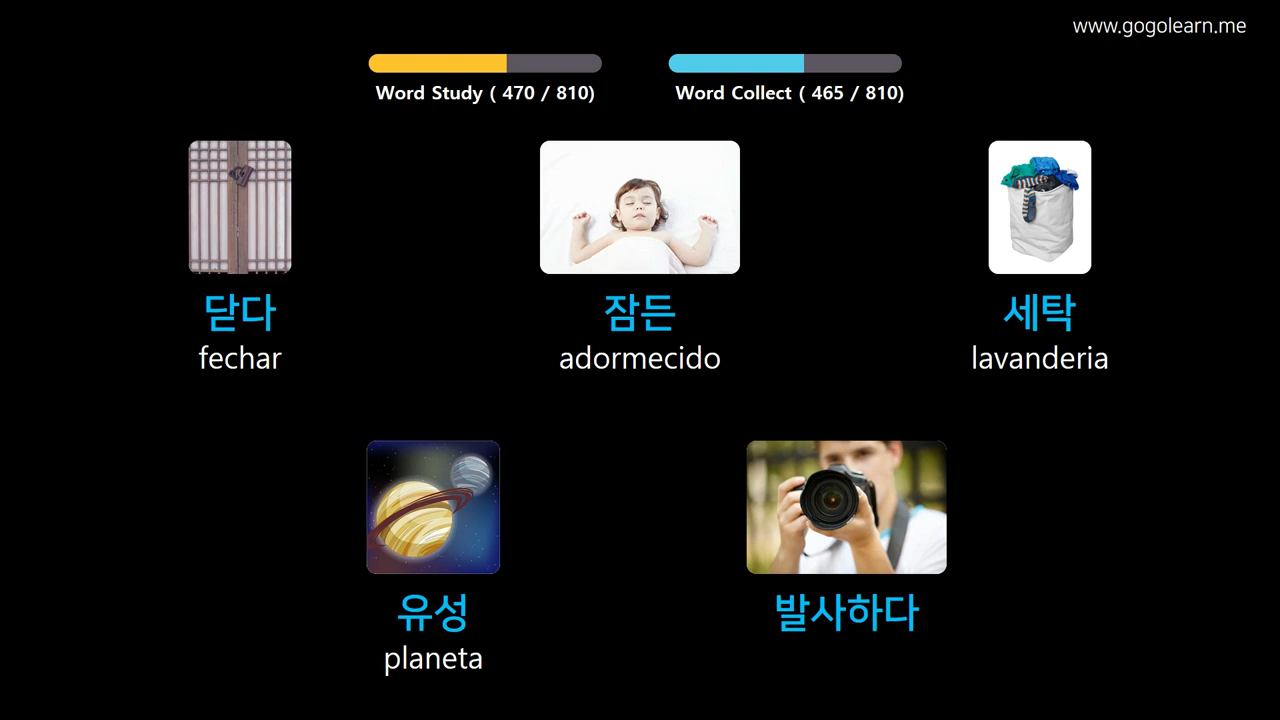 www.gogolearn.me
Word Study ( 470 / 810)
Word Collect ( 465 / 810)
닫다
fechar
잠든
adormecido
세탁
lavanderia
유성
planeta
발사하다